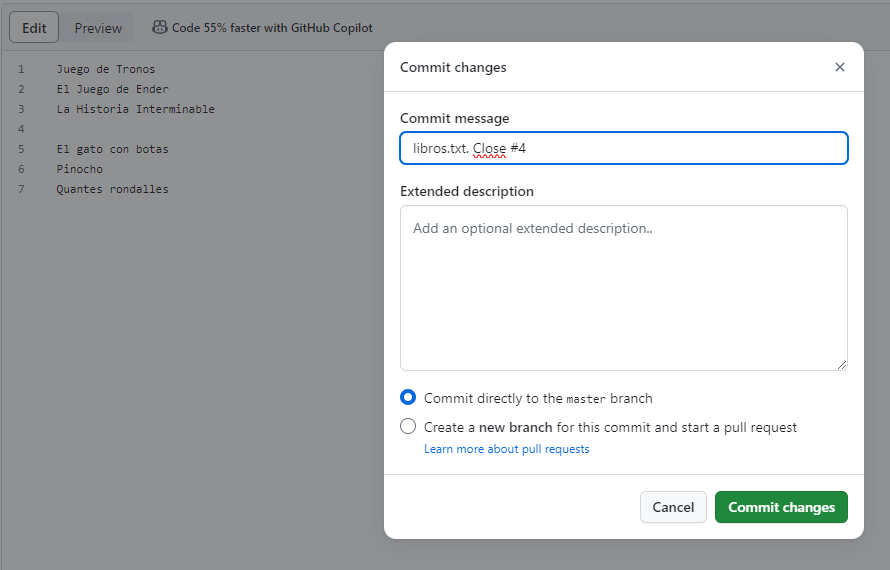 Edit Preview Code 55% faster with GitHub Copilot
1 Juego de Tronos
2 El Juego de Ender
3 La Historia Interminable
4
5 El gato con botas
6 Pinocho
7 Quantes rondalles
Commit changes
Commit message
libros.txt. Close #4
Extended description
Add an optional extended description..
Commit directly to the master branch
Create a new branch for this commit and start a pull request
Learn more about pull requests
Cancel Commit changes